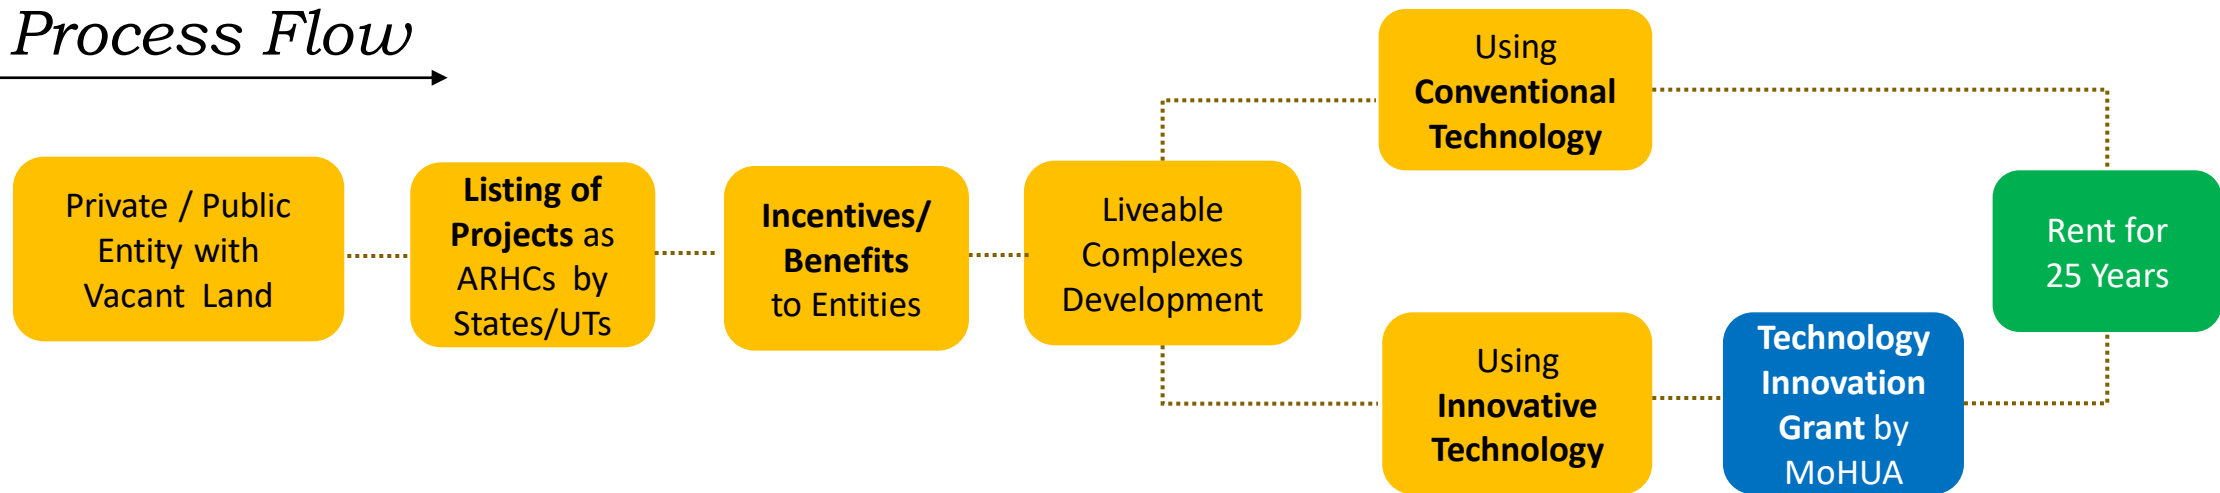 Process Flow
Private / Public
Entity with
Vacant Land
Listing of
Projects as
ARHCs by
States/UTs
Incentives/
Benefits
to Entities
Liveable
Complexes
Development
Using
Conventional
Technology
Using
Innovative
Technology
Technology
Innovation
Grant by
MoHUA
Rent for
25 Years